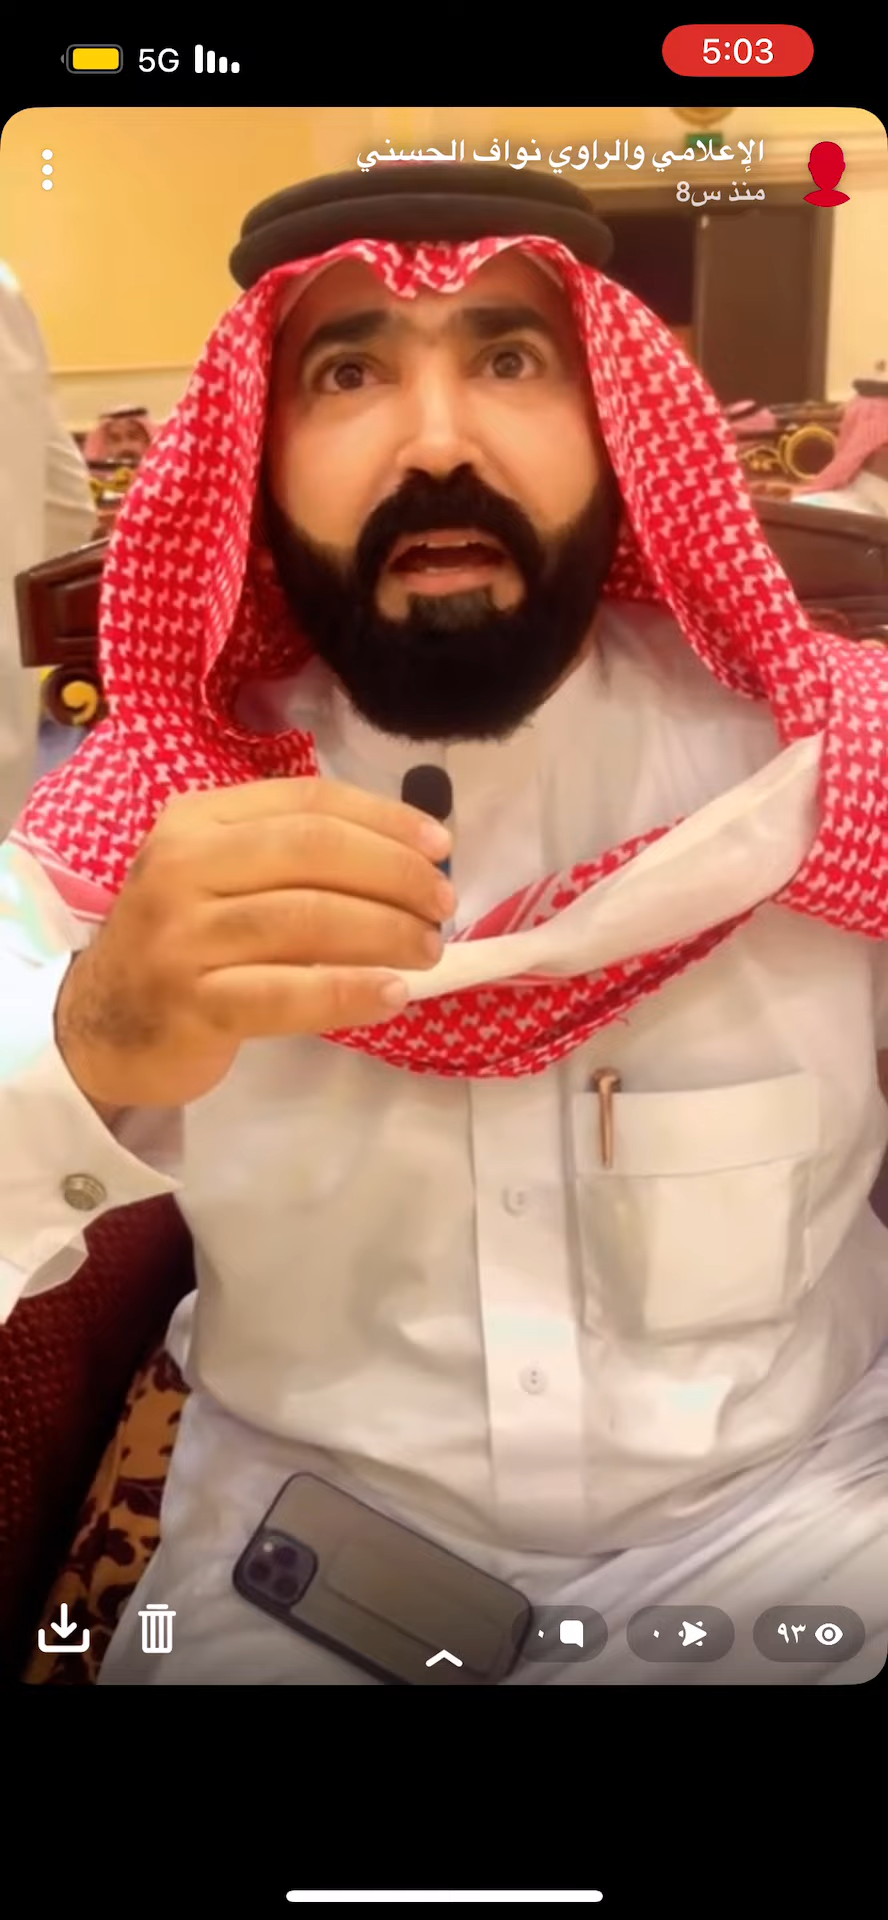 5G
5:03
الإعلامي والراوي نواف الحسني
منذ 8س
٠
٠
٩٣